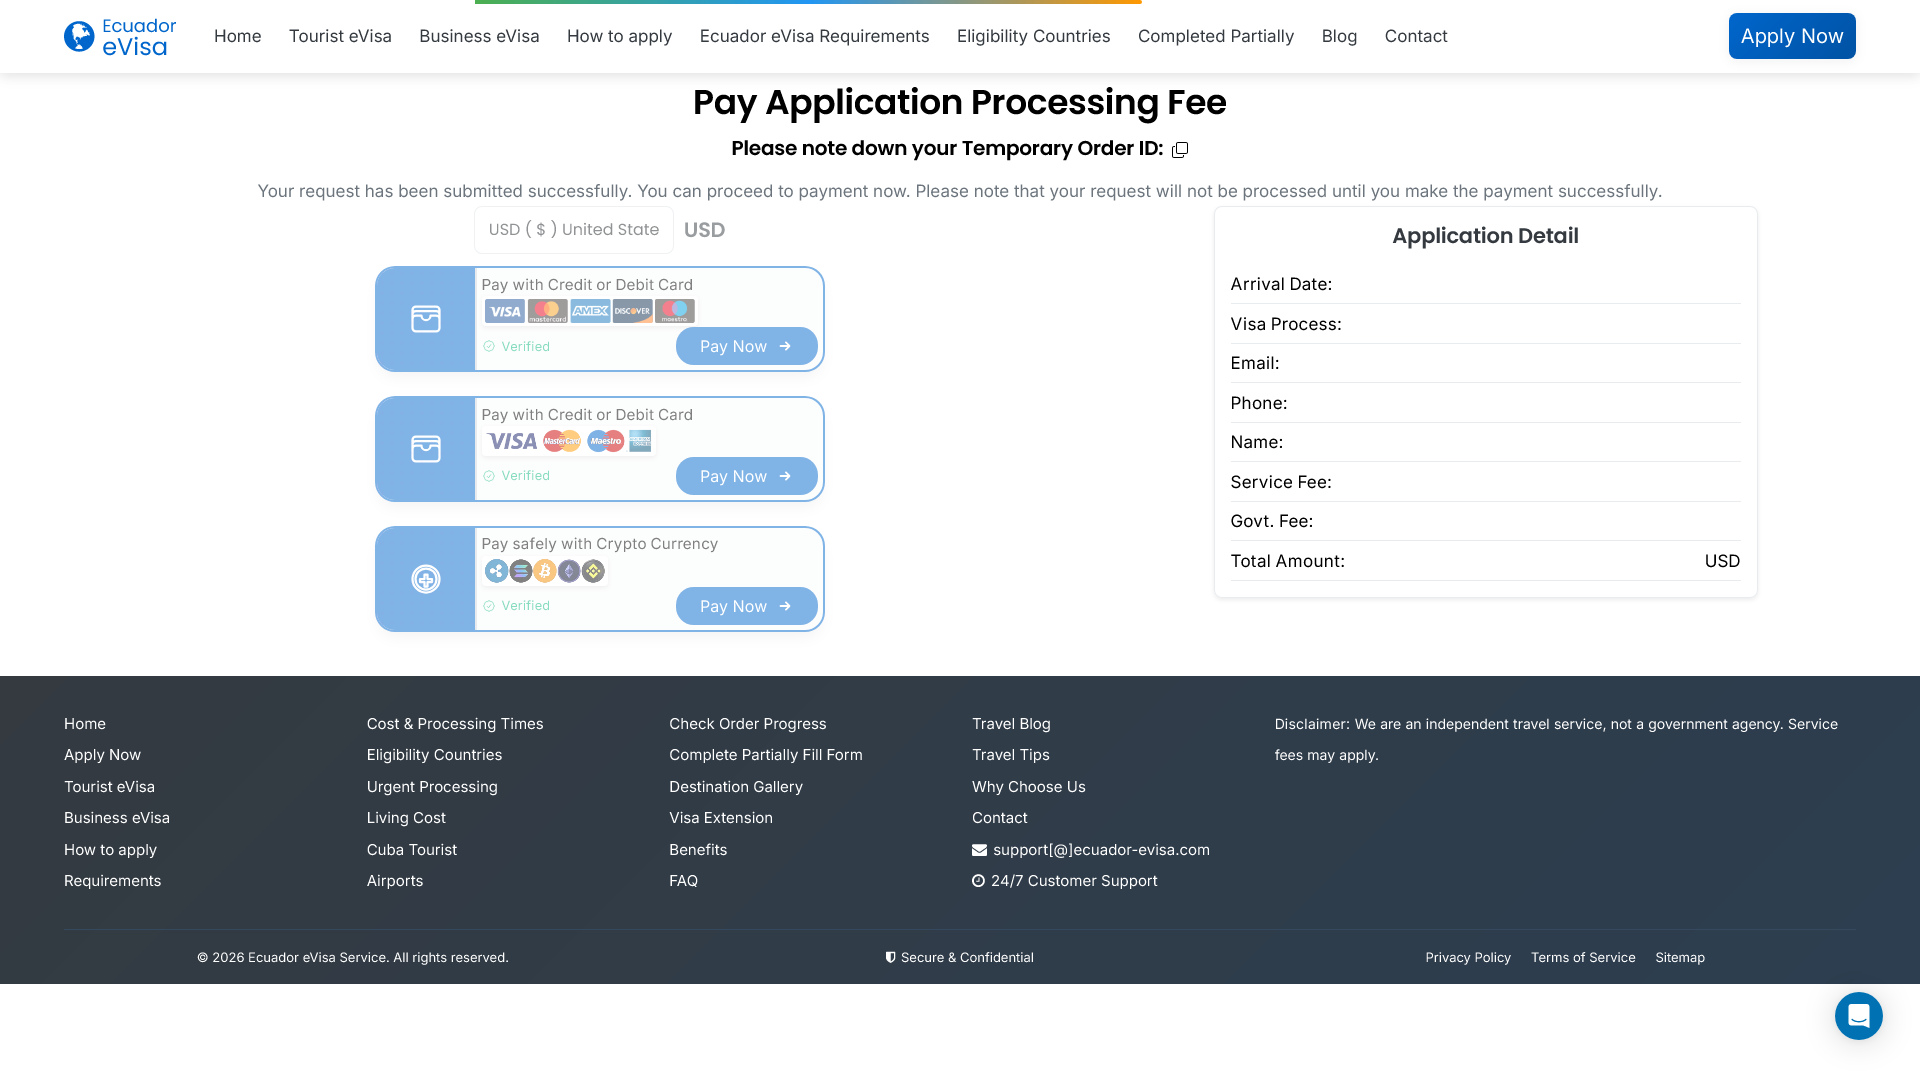 Ecuador
eVisa
Home
Tourist eVisa
Business eVisa
How to apply
Ecuador eVisa Requirements
Eligibility Countries
Completed Partially
Blog
Contact
Apply Now
Pay Application Processing Fee
Please note down your Temporary Order ID:
Your request has been submitted successfully. You can proceed to payment now. Please note that your request will not be processed until you make the payment successfully.
USD ( $ ) United State
USD
Pay with Credit or Debit Card
VISA mastercard AMEX DISCOVER maestro
Verified
Pay Now
Pay with Credit or Debit Card
VISA MasterCard Maestro
Verified
Pay Now
Pay safely with Crypto Currency
Verified
Pay Now
Application Detail
Arrival Date:
Visa Process:
Email:
Phone:
Name:
Service Fee:
Govt. Fee:
Total Amount: USD
Home
Apply Now
Tourist eVisa
Business eVisa
How to apply
Requirements
Cost & Processing Times
Eligibility Countries
Urgent Processing
Living Cost
Cuba Tourist
Airports
Check Order Progress
Complete Partially Fill Form
Destination Gallery
Visa Extension
Benefits
FAQ
Travel Blog
Travel Tips
Why Choose Us
Contact
support[@]ecuador-evisa.com
24/7 Customer Support
Disclaimer: We are an independent travel service, not a government agency. Service
fees may apply.
© 2026 Ecuador eVisa Service. All rights reserved.
Secure & Confidential
Privacy Policy
Terms of Service
Sitemap